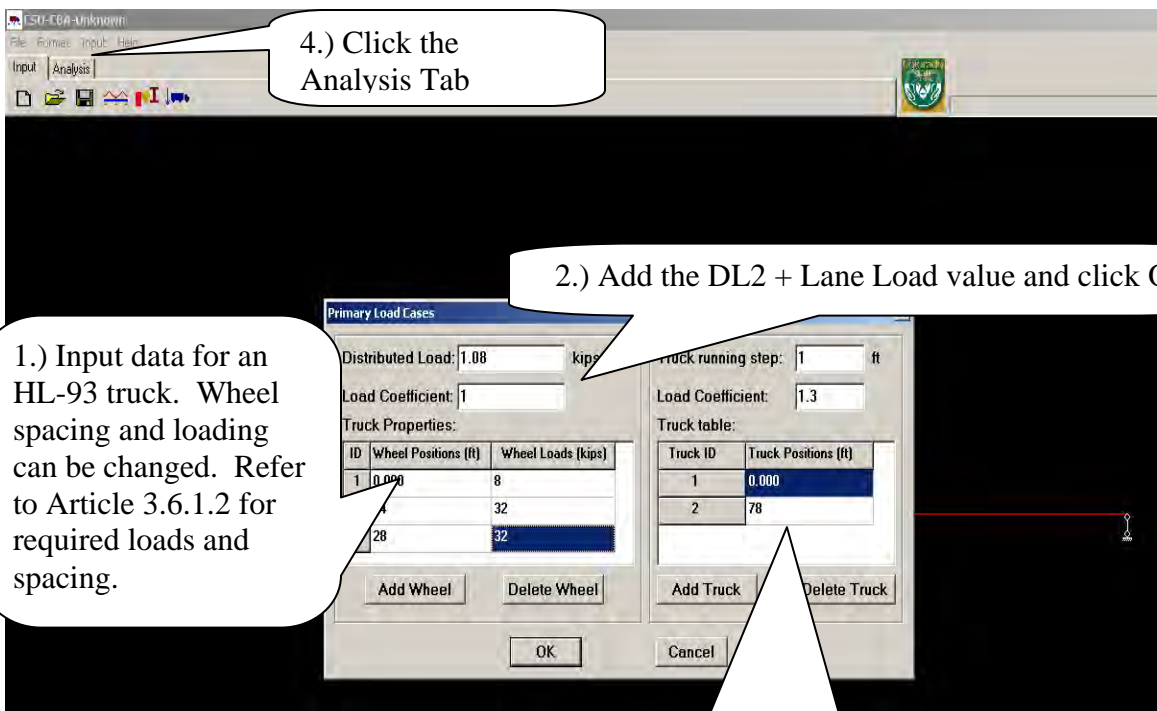 CSU-CBA-Unknown
File Format Input Help
Input Analysis
4.) Click the
Analysis Tab
2.) Add the DL2 + Lane Load value and click
1.) Input data for an
HL-93 truck. Wheel
spacing and loading
can be changed. Refer
to Article 3.6.1.2 for
required loads and
spacing.
Primary Load Cases
Distributed Load: 1.08 kips
Load Coefficient: 1
Truck Properties:
ID Wheel Positions (ft) Wheel Loads (kips)
1 0.000 8
32
28 32
Add Wheel Delete Wheel
Truck running step: 1 ft
Load Coefficient: 1.3
Truck table:
Truck ID Truck Positions (ft)
1 0.000
2 78
Add Truck Delete Truck
OK Cancel